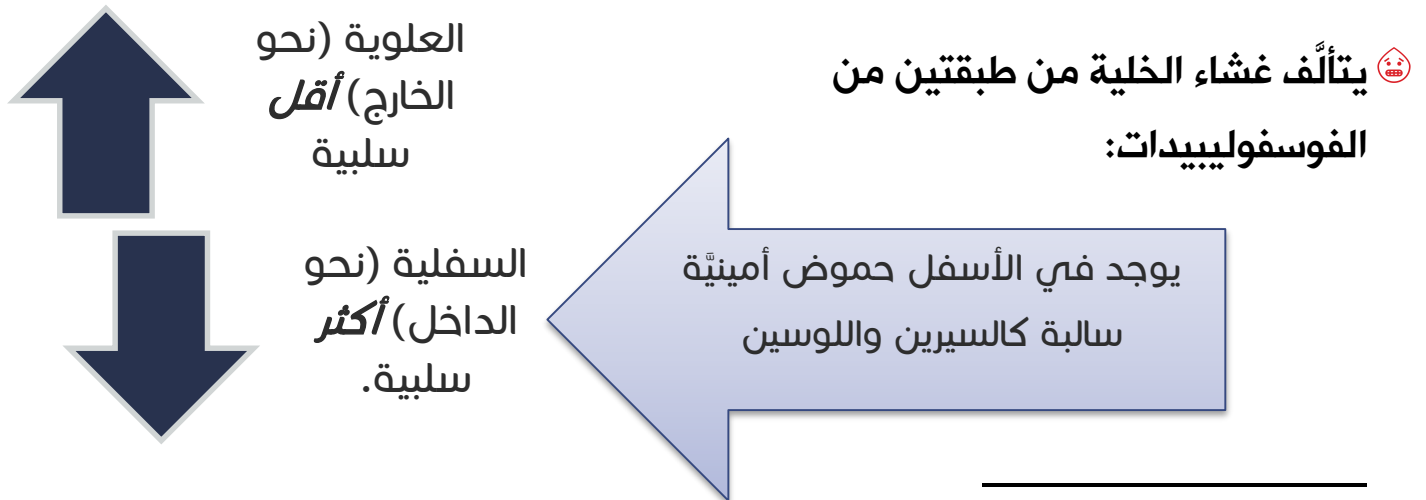 يتألَّف غشاء الخلية من طبقتين من
الفوسفوليبيدات:
العلوية (نحو
الخارج) أقل
سلبية
السفلية (نحو
الداخل) أكثر
سلبية.
يوجد في الأسفل حموض أمينيَّة
سالبة كالسيرين واللوسين